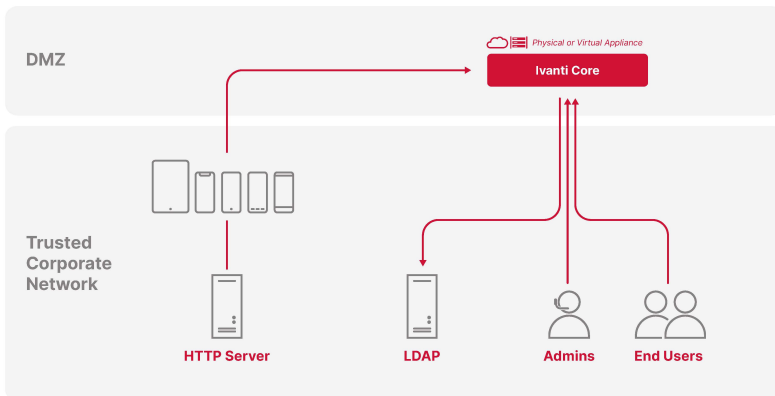 DMZ
Physical or Virtual Appliance
Ivanti Core
Trusted
Corporate
Network
HTTP Server
LDAP
Admins
End Users